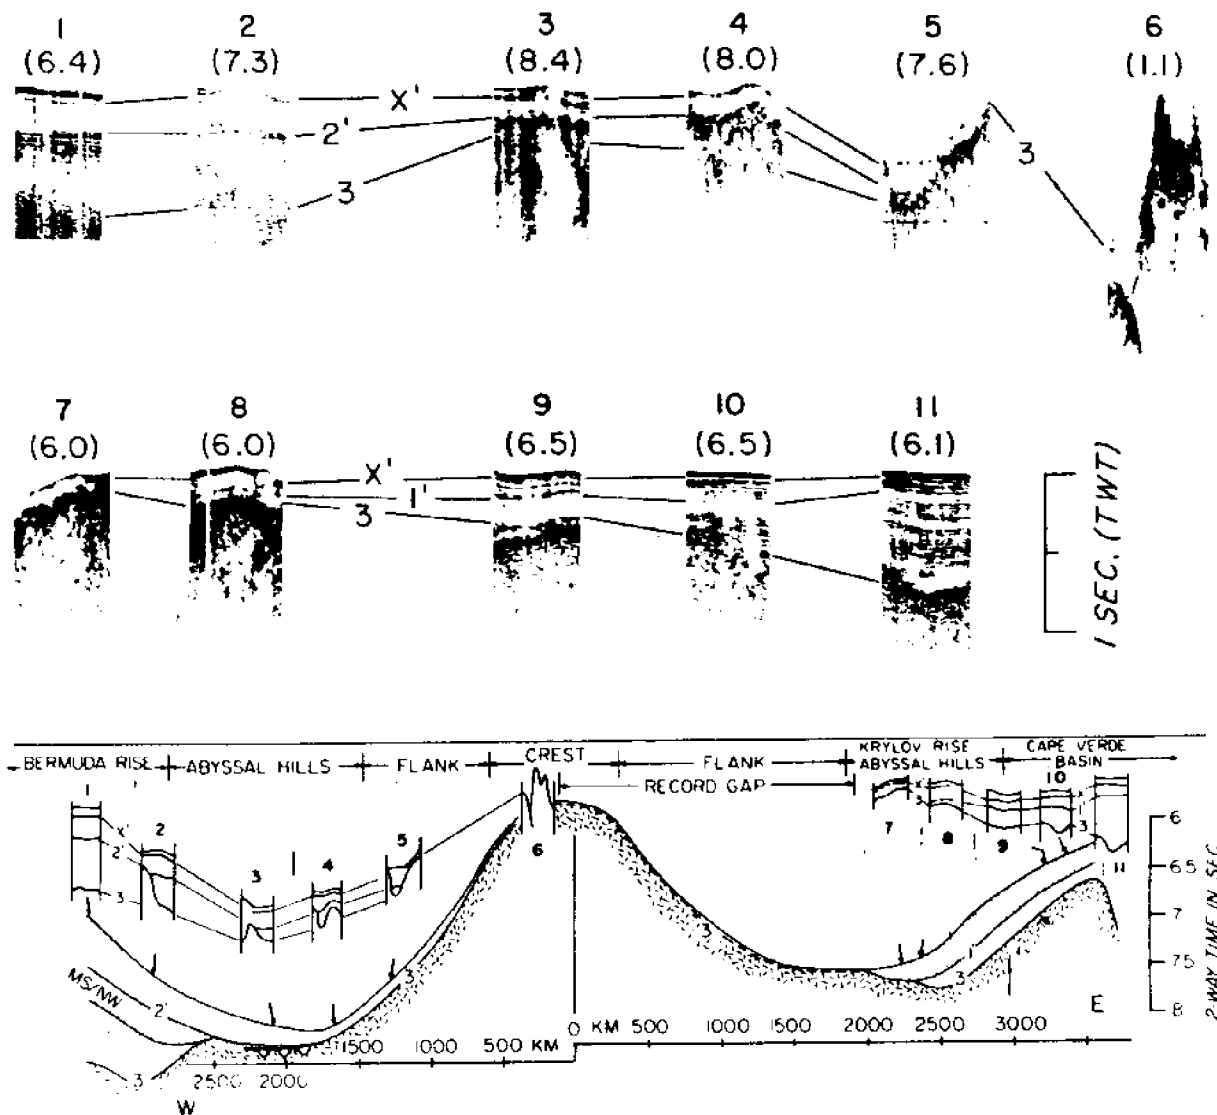 1 2 3 4 5 6
(6.4) (7.3) (8.4) (8.0) (7.6) (1.1)
X'
2'
3
3
7 8 9 10 11
(6.0) (6.0) (6.5) (6.5) (6.1)
X'
1'
3
1 SEC. (TWT)
BERMUDA RISE ABYSSAL HILLS FLANK CREST FLANK KRYLOV RISE CAPE VERDE
ABYSSAL HILLS BASIN
RECORD GAP
1 2 3 4 5 6 7 8 9 10 11
X'
2'
3
X'
1'
3
3
3
1'
3
MS/NW
2'
3
6
6.5
7
7.5
8
2-WAY TIME IN SEC
E
0 KM 500 1000 1500 2000 2500 3000
2500 2000 1500 1000 500 KM
W